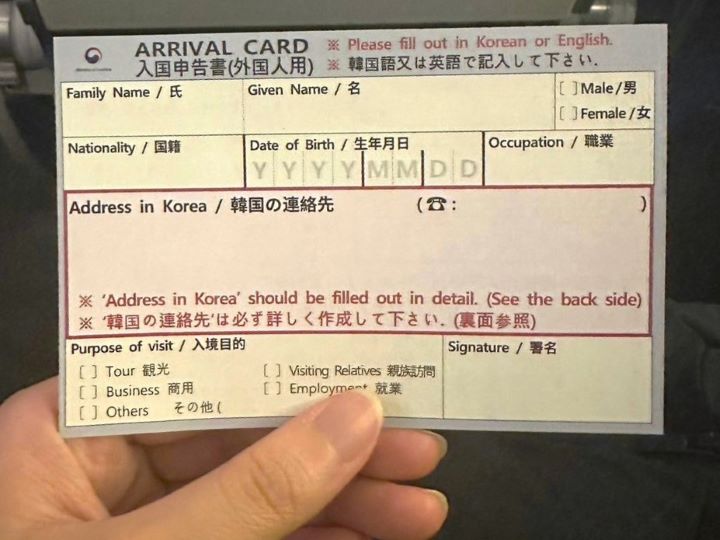 ARRIVAL CARD ※ Please fill out in Korean or English.
入国申告書(外国人用) ※ 韓国語又は英語で記入して下さい.
Family Name / 氏 Given Name / 名 [ ] Male / 男
[ ] Female / 女
Nationality / 国籍 Date of Birth / 生年月日 Occupation / 職業
Y Y Y Y M M D D
Address in Korea / 韓国の連絡先 (☎ : )
※ 'Address in Korea' should be filled out in detail. (See the back side)
※ '韓国の連絡先'は必ず詳しく作成して下さい. (裏面参照)
Purpose of visit / 入境目的 Signature / 署名
[ ] Tour 観光 [ ] Visiting Relatives 親族訪問
[ ] Business 商用 [ ] Employment 就業
[ ] Others その他 (